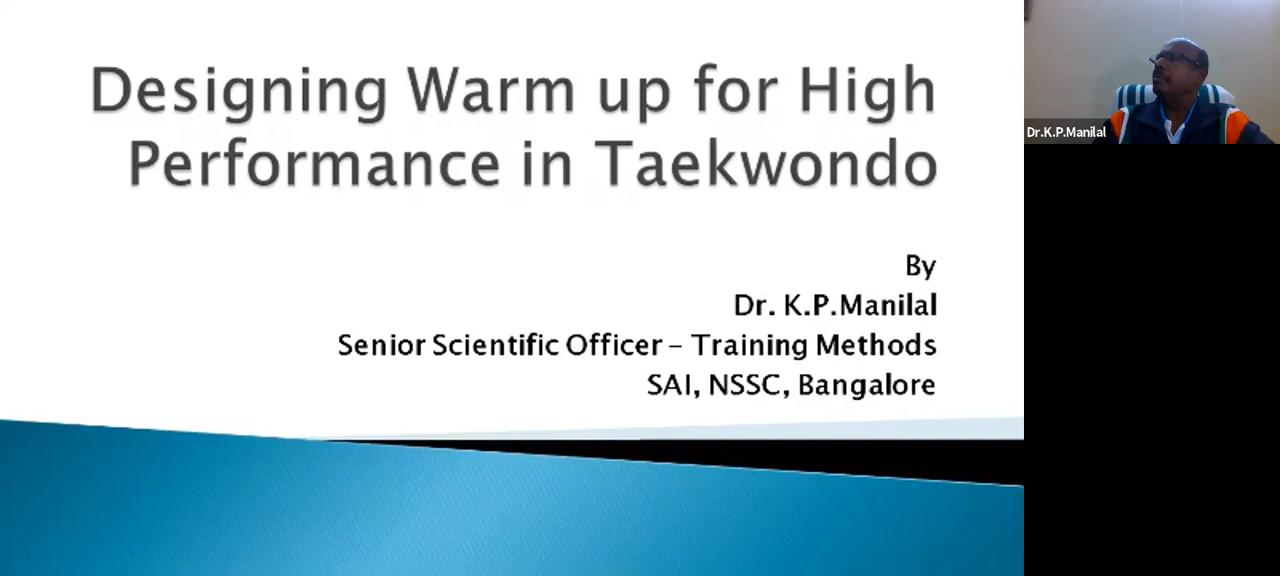 Designing Warm up for High
Performance in Taekwondo
By
Dr. K.P.Manilal
Senior Scientific Officer – Training Methods
SAI, NSSC, Bangalore
Dr.K.P.Manilal